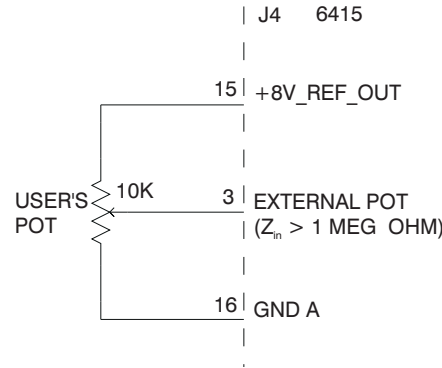 J4 6415
15 +8V_REF_OUT
USER'S
POT
10K
3 EXTERNAL POT
(Zin > 1 MEG OHM)
16 GND A